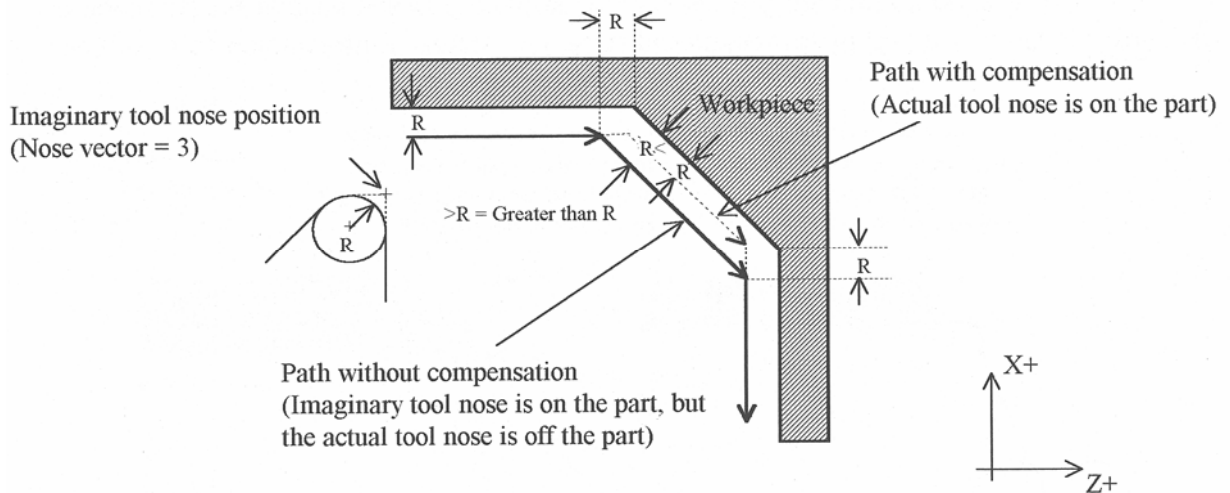 R
Path with compensation
(Actual tool nose is on the part)
Imaginary tool nose position
(Nose vector = 3)
R
Workpiece
R<
R
>R = Greater than R
R
R
Path without compensation
(Imaginary tool nose is on the part, but
the actual tool nose is off the part)
X+
Z+